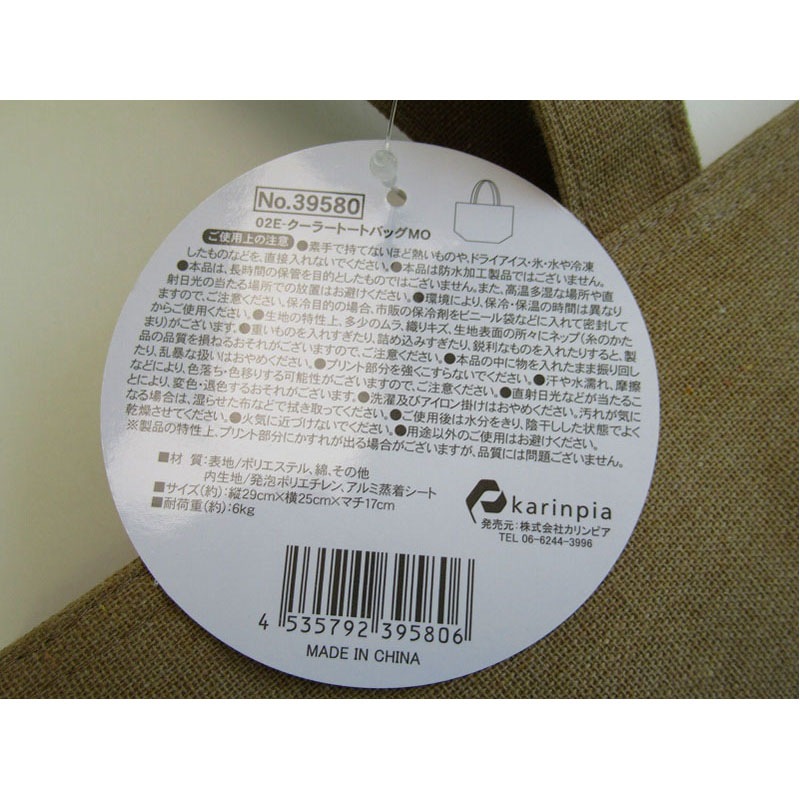 No.39580
02E-クーラートートバッグMO
ご使用上の注意 ●素手で持てないほど熱いものや、ドライアイス・氷・水や冷凍
したものなどを、直接入れないでください。●本品は防水加工製品ではございません。
●本品は、長時間の保管を目的としたものではございません。また、高温多湿な場所や直
射日光の当たる場所での放置はお避けください。●環境により、保冷・保温の時間は異なり
ますので、ご注意ください。保冷目的の場合、市販の保冷剤をビニール袋などに入れて密封して
からご使用ください。●生地の特性上、多少のムラ、織りキズ、生地表面の所々にネップ(糸のかた
まり)がございます。●重いものを入れすぎたり、詰め込みすぎたり、鋭利なものを入れたりすると、製
品の品質を損ねるおそれがございますので、ご注意ください。●本品の中に物を入れたまま振り回し
たり、乱暴な扱いはおやめください。●プリント部分を強くこすらないでください。●汗や水濡れ、摩擦
などにより、色落ち・色移りする可能性がございますので、ご注意ください。●直射日光などが当たるこ
とにより、変色・退色するおそれがございます。●洗濯及びアイロン掛けはおやめください。汚れが気に
なる場合は、湿らせた布などで拭き取ってください。●ご使用後は水分をきり、陰干しした状態でよく
乾燥させてください。●火気に近づけないでください。●用途以外のご使用はお避けください。
※製品の特性上、プリント部分にかすれが出る場合がございますが、品質には問題ございません。
■材 質:表地/ポリエステル、綿、その他
内生地/発泡ポリエチレン、アルミ蒸着シート
■サイズ(約):縦29cm×横25cm×マチ17cm
■耐荷重(約):6kg
karinpia
発売元:株式会社カリンピア
TEL 06-6244-3996
4 535792 395806
MADE IN CHINA